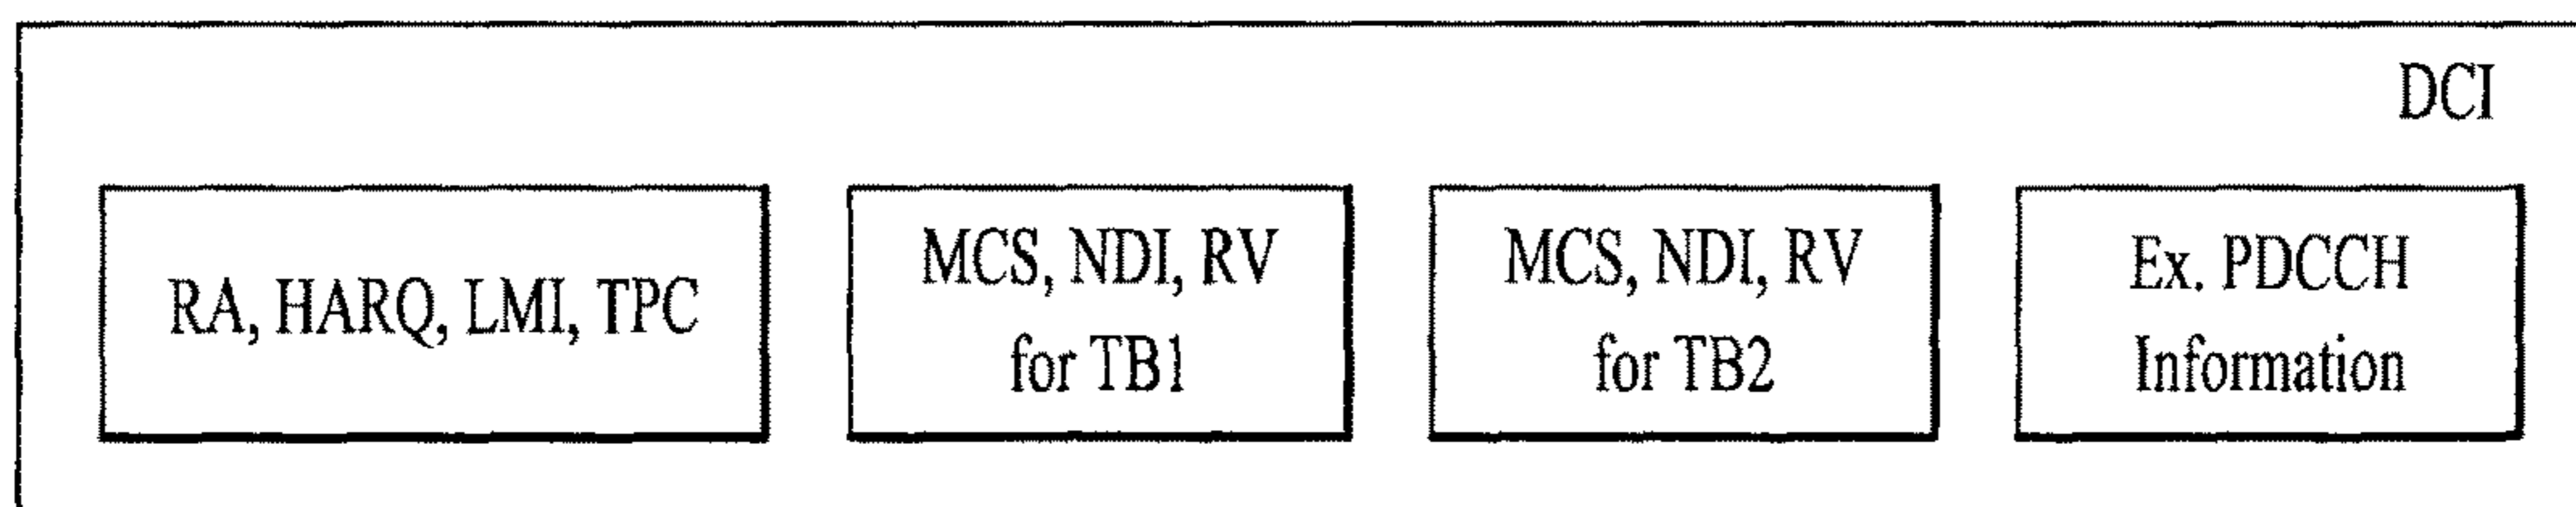 DCI
RA, HARQ, LMI, TPC
MCS, NDI, RV
for TB1
MCS, NDI, RV
for TB2
Ex. PDCCH
Information